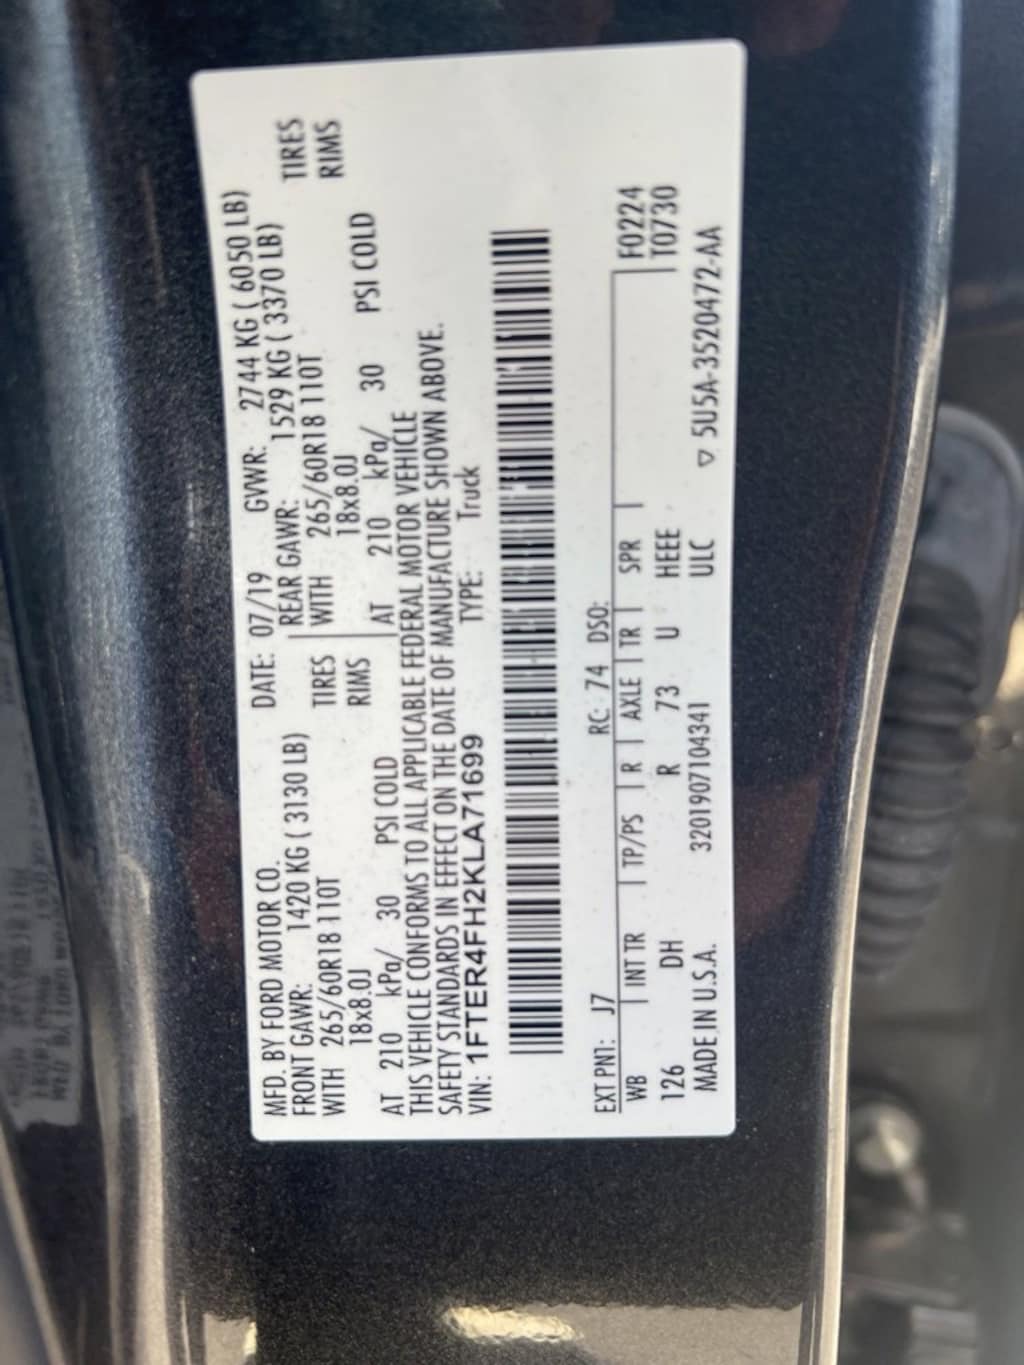 MFD. BY FORD MOTOR CO. DATE: 07/19 GVWR: 2744 KG ( 6050 LB)
FRONT GAWR: 1420 KG ( 3130 LB) REAR GAWR: 1529 KG ( 3370 LB)
WITH 265/60R18 110T TIRES WITH 265/60R18 110T TIRES
18x8.0J RIMS 18x8.0J RIMS
AT 210 kPa/ 30 PSI COLD AT 210 kPa/ 30 PSI COLD
THIS VEHICLE CONFORMS TO ALL APPLICABLE FEDERAL MOTOR VEHICLE
SAFETY STANDARDS IN EFFECT ON THE DATE OF MANUFACTURE SHOWN ABOVE.
VIN: 1FTER4FH2KLA71699 TYPE: Truck
EXT PNT: J7 RC: 74 DSO:
WB INT TR TP/PS R AXLE TR SPR F0224
126 DH R 73 U HEEE T0730
MADE IN U.S.A. 3201907104341 ULC ▽ 5U5A-3520472-AA